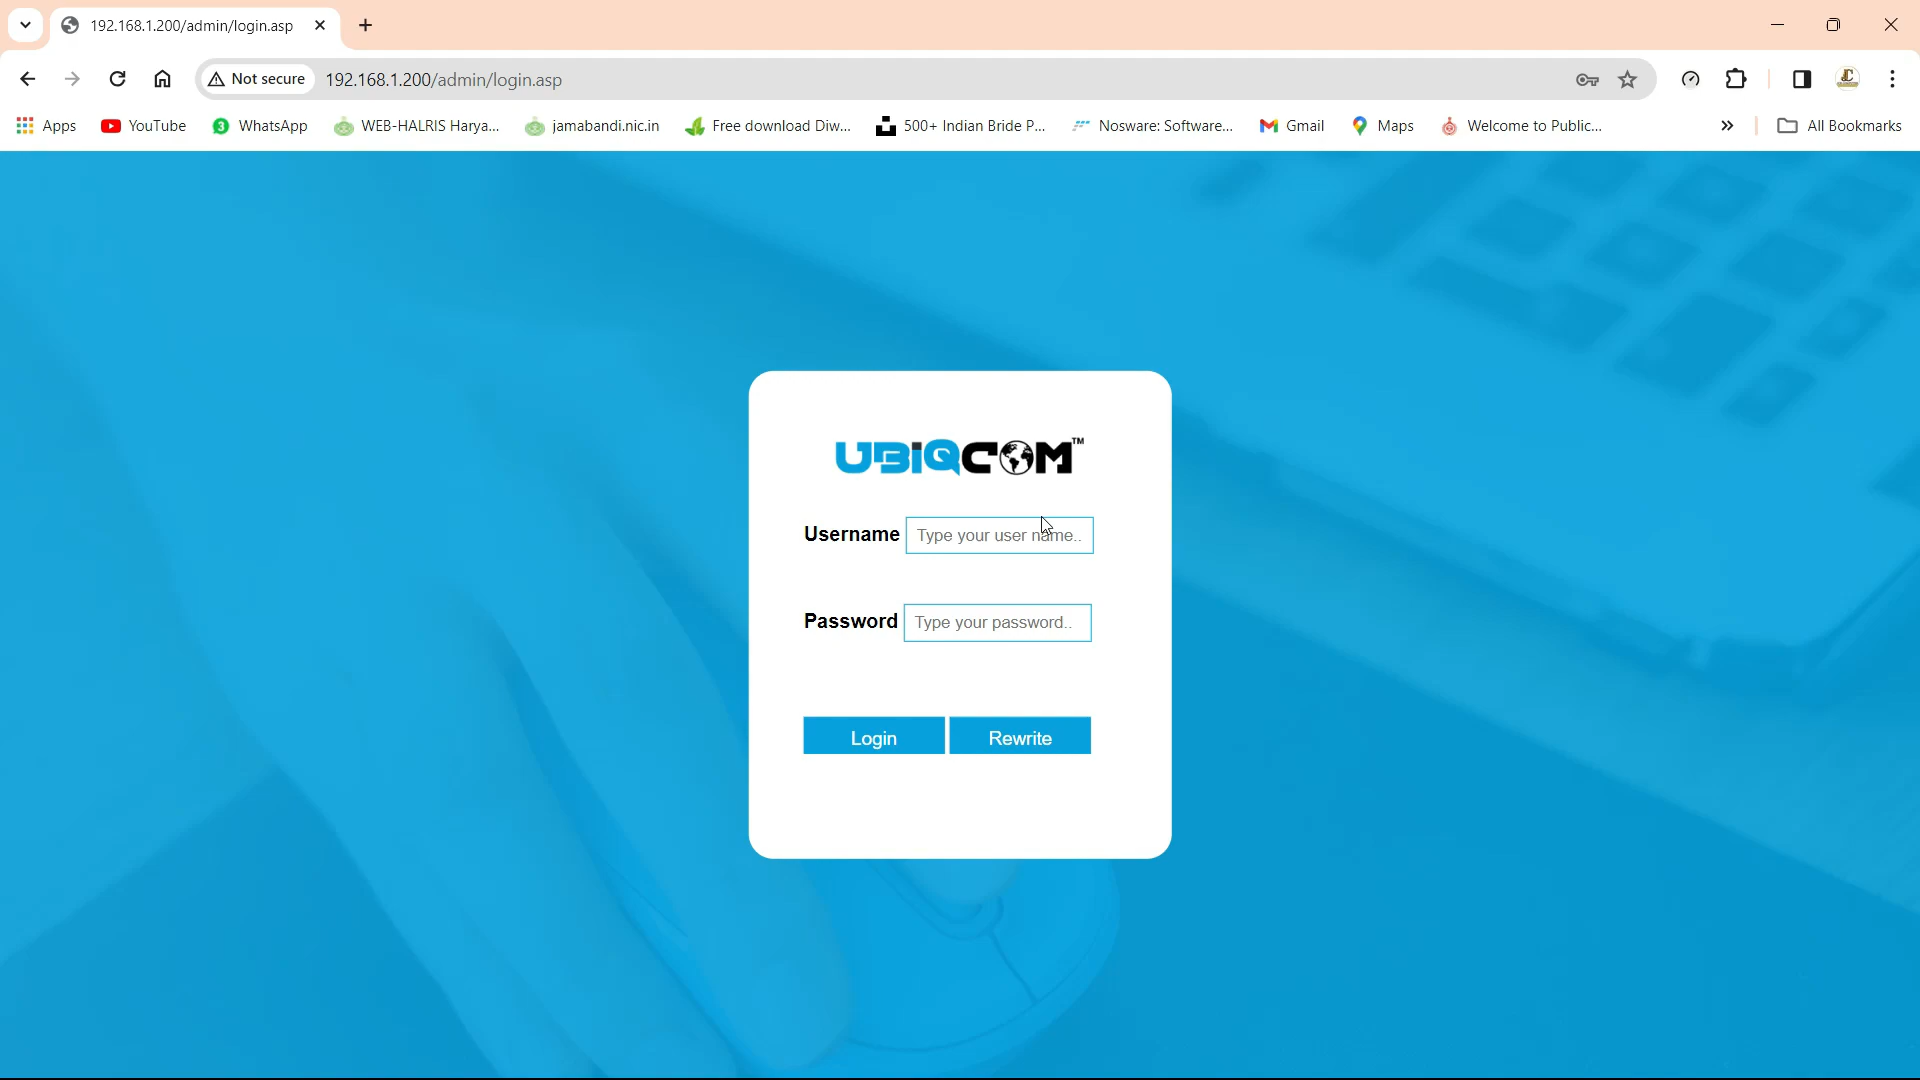 192.168.1.200/admin/login.asp
Not secure 192.168.1.200/admin/login.asp
Apps YouTube WhatsApp WEB-HALRIS Harya... jamabandi.nic.in Free download Diw... 500+ Indian Bride P... Nosware: Software... Gmail Maps Welcome to Public... » All Bookmarks
UBIQCOM™
Username Type your user name..
Password Type your password..
Login Rewrite